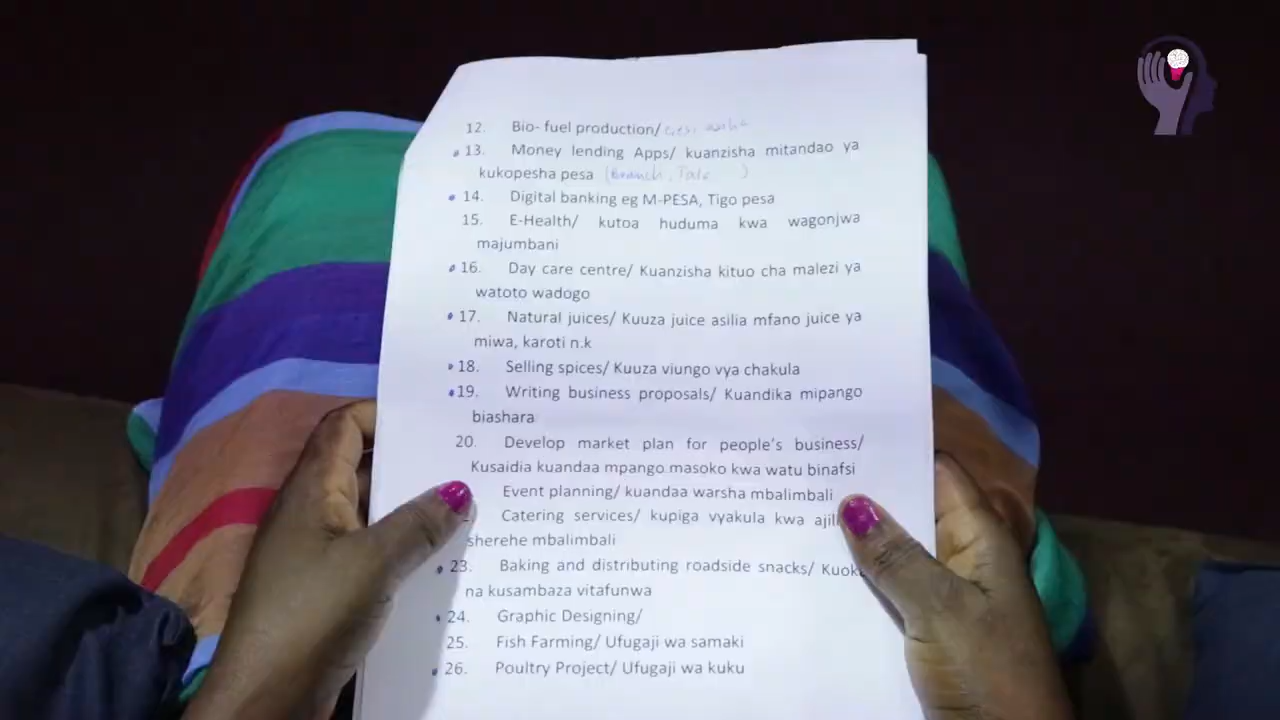 12. Bio- fuel production/
13. Money lending Apps/ kuanzisha mitandao ya
kukopesha pesa (Branch, Tala )
14. Digital banking eg M-PESA, Tigo pesa
15. E-Health/ kutoa huduma kwa wagonjwa
majumbani
16. Day care centre/ Kuanzisha kituo cha malezi ya
watoto wadogo
17. Natural juices/ Kuuza juice asilia mfano juice ya
miwa, karoti n.k
18. Selling spices/ Kuuza viungo vya chakula
19. Writing business proposals/ Kuandika mipango
biashara
20. Develop market plan for people's business/
Kusaidia kuandaa mpango masoko kwa watu binafsi
Event planning/ kuandaa warsha mbalimbali
Catering services/ kupiga vyakula kwa
sherehe mbalimbali
23. Baking and distributing roadside snacks/ Kuoka
na kusambaza vitafunwa
24. Graphic Designing/
25. Fish Farming/ Ufugaji wa samaki
26. Poultry Project/ Ufugaji wa kuku